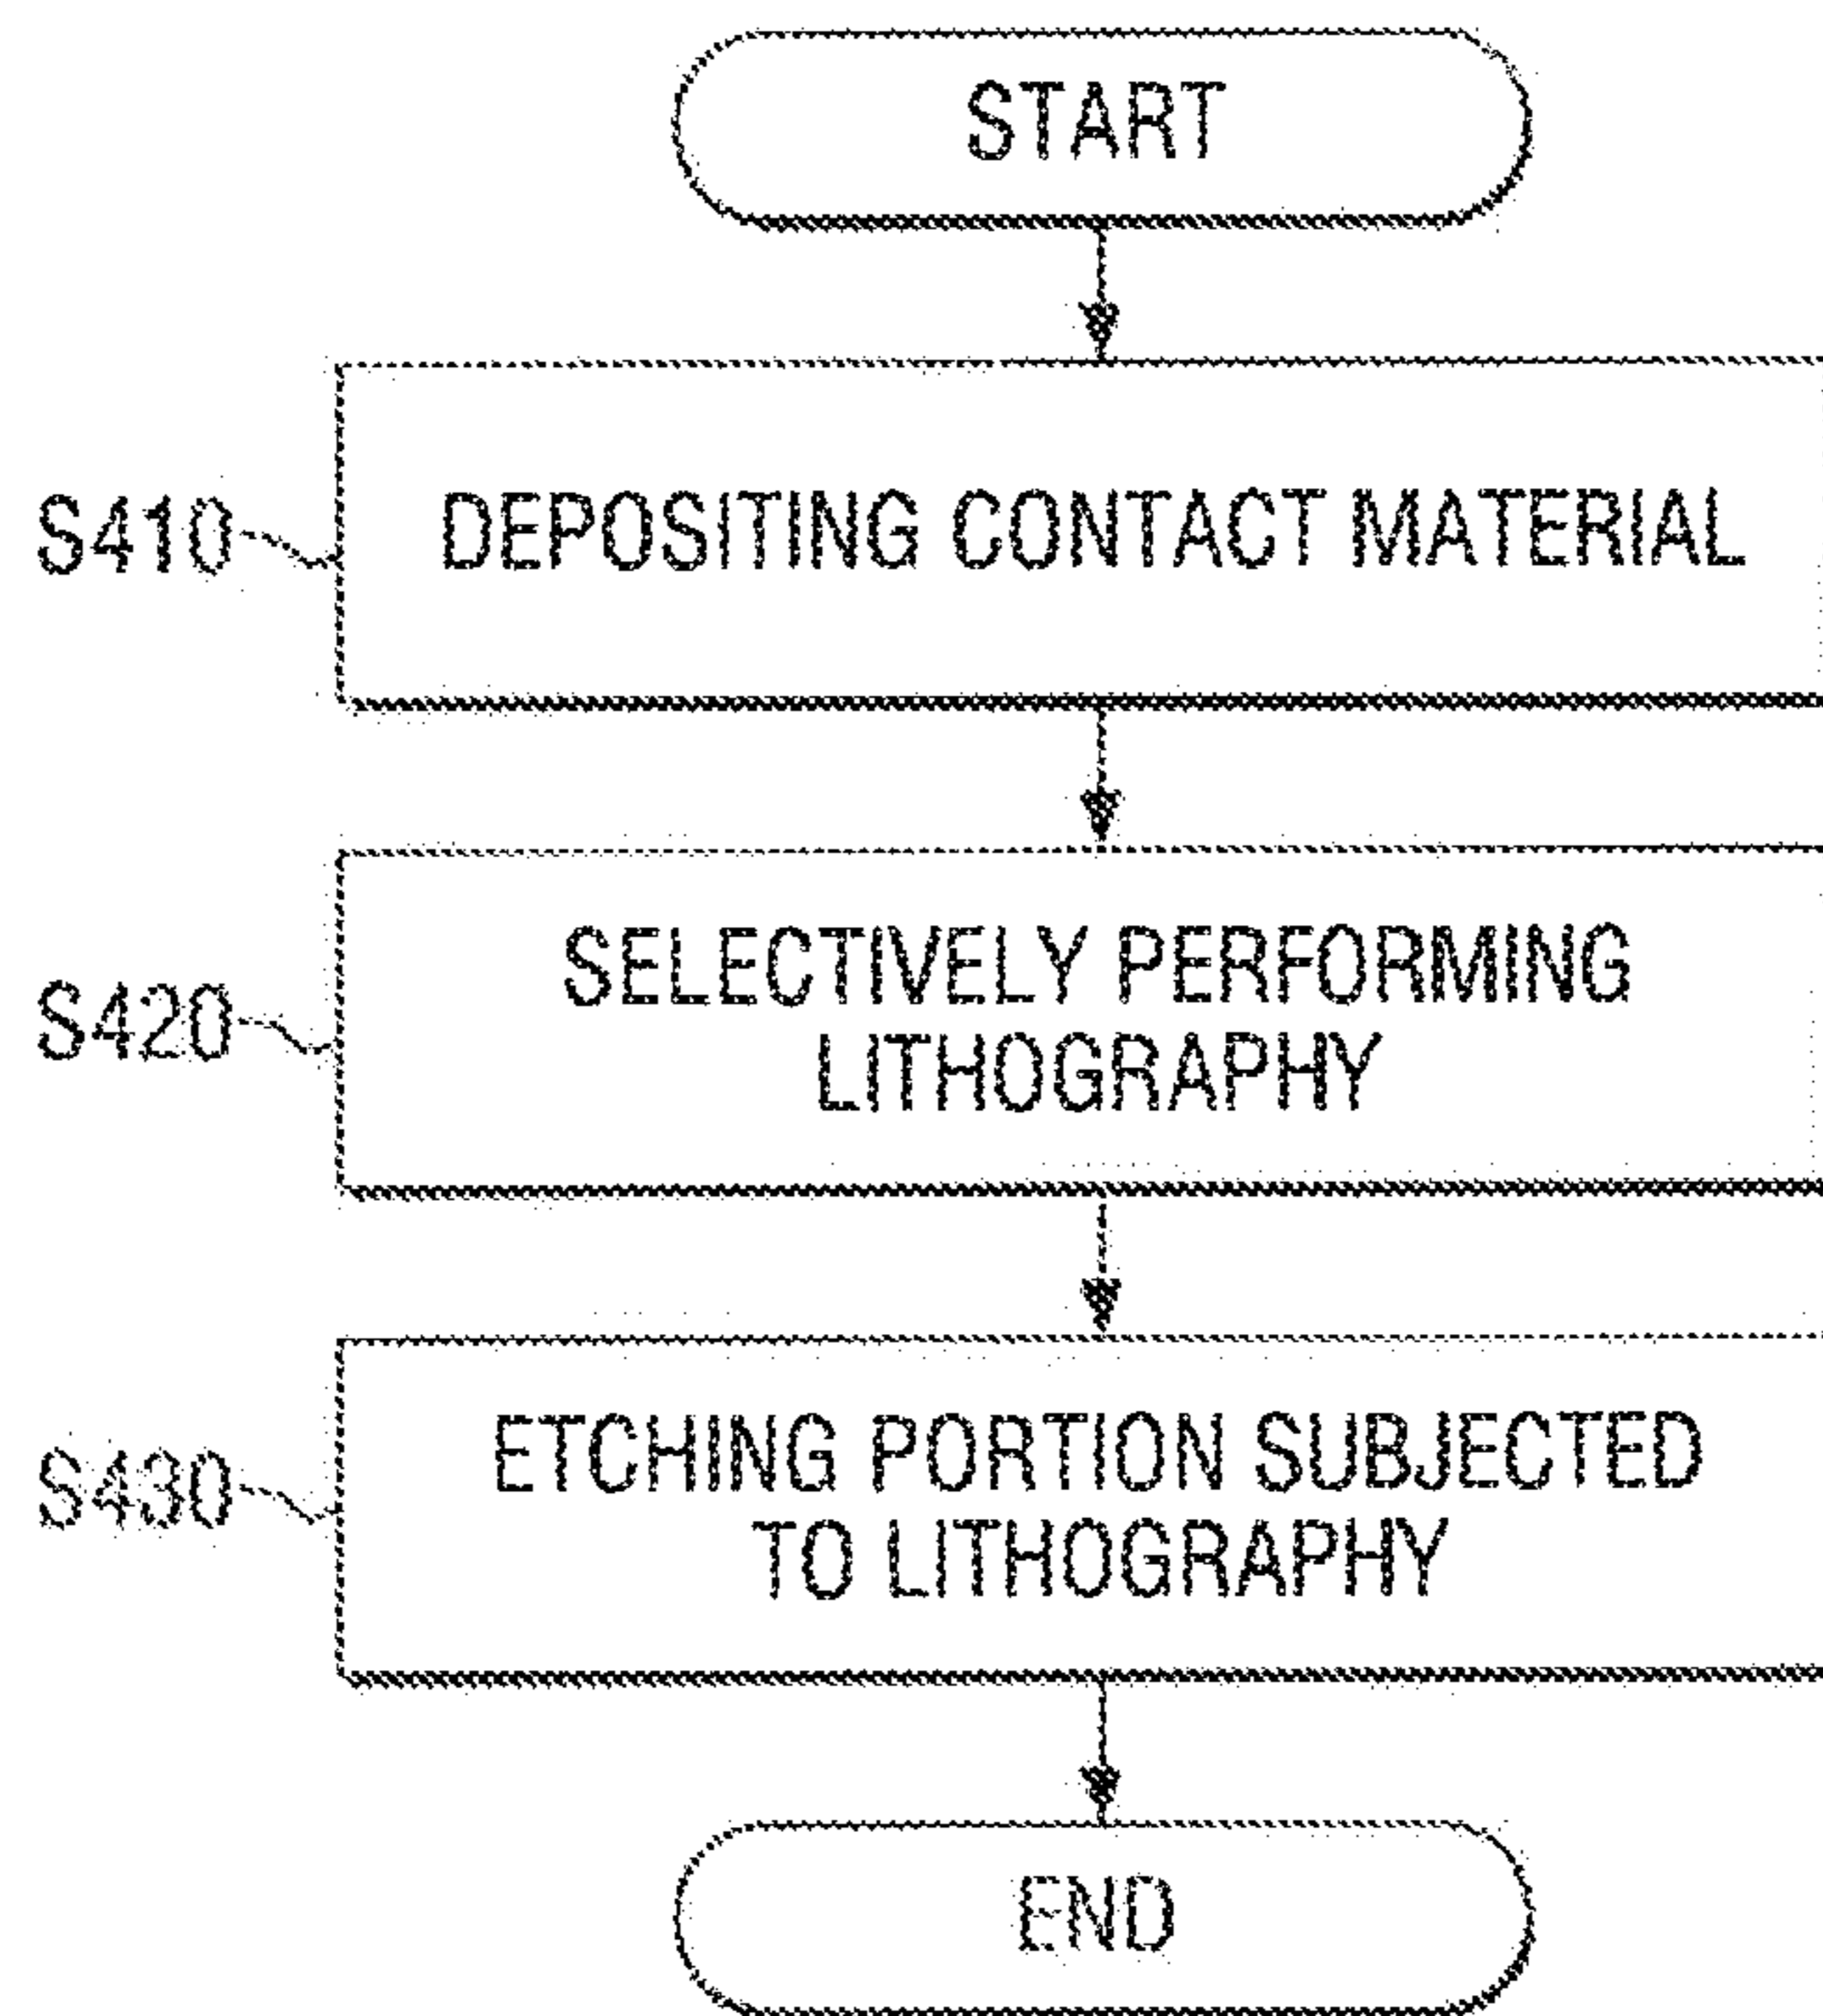 START
S410
DEPOSITING CONTACT MATERIAL
S420
SELECTIVELY PERFORMING
LITHOGRAPHY
S430
ETCHING PORTION SUBJECTED
TO LITHOGRAPHY
END